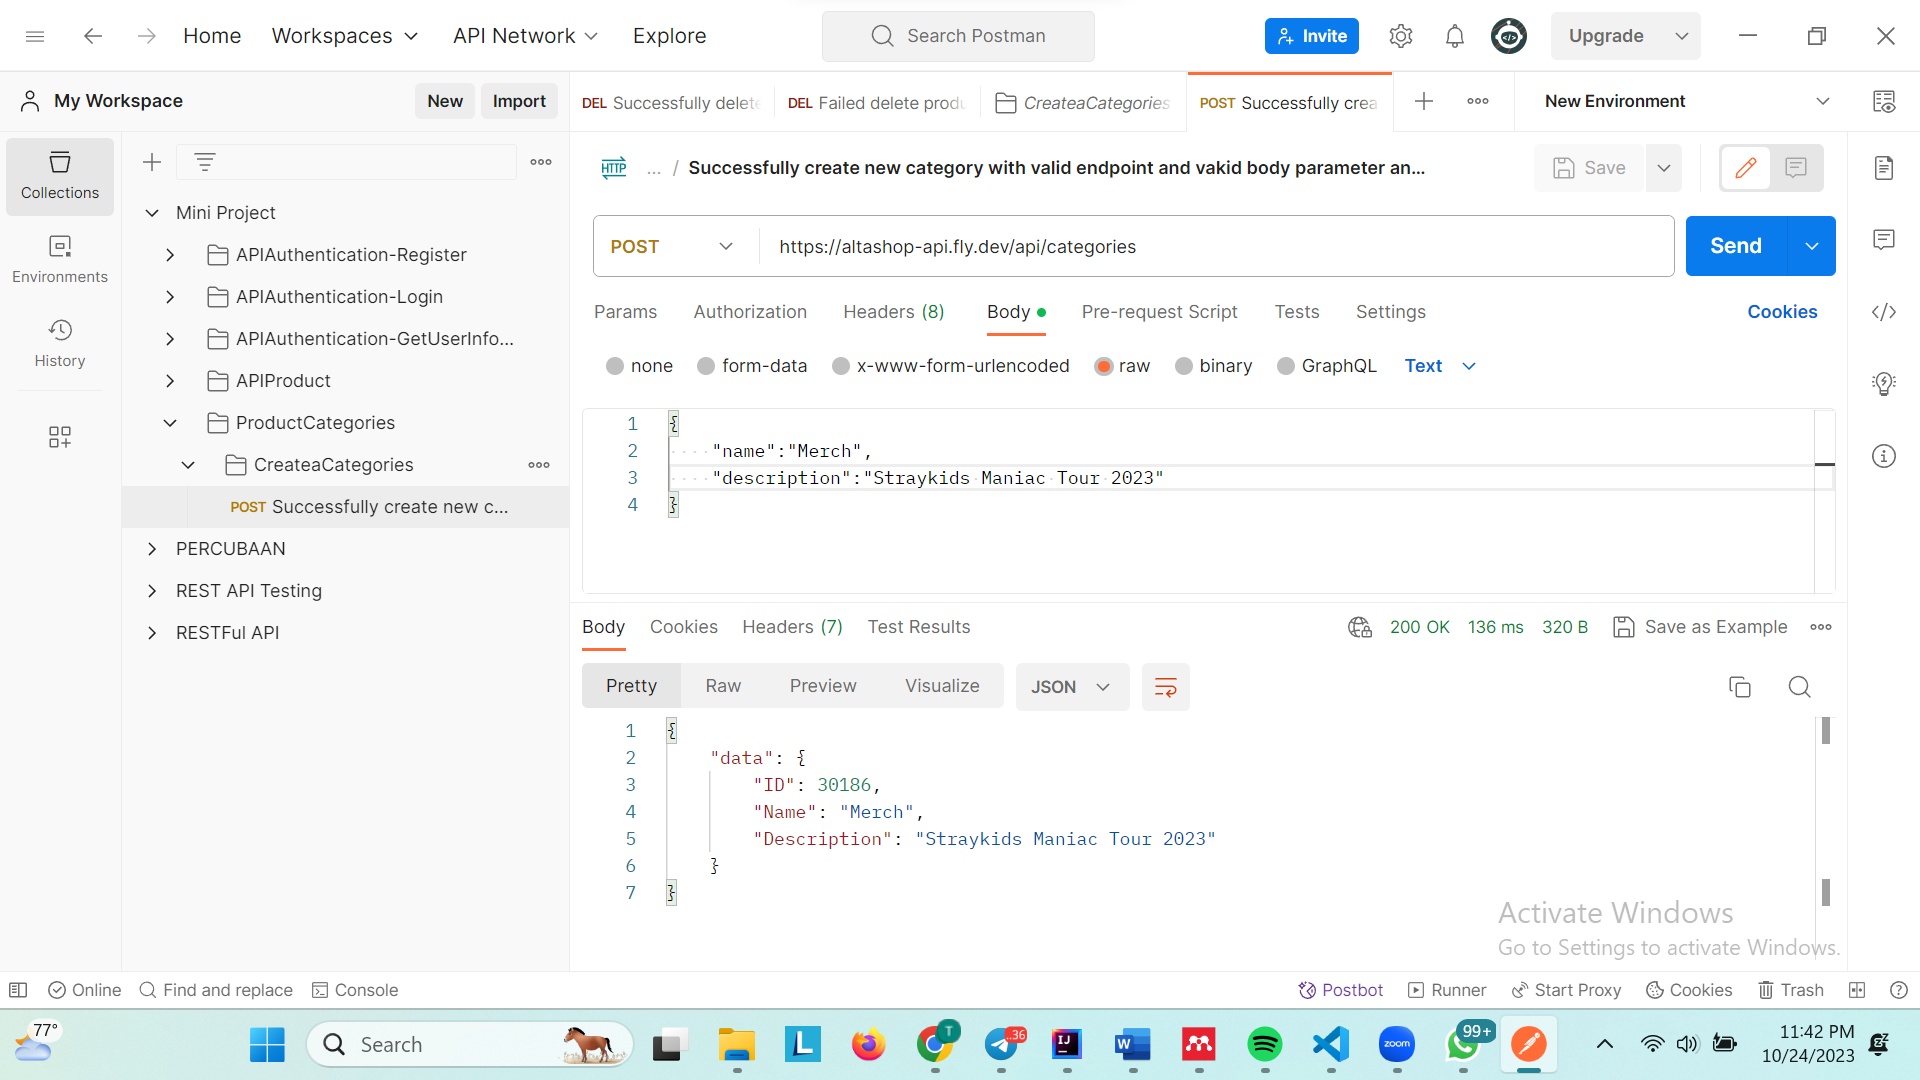 Home Workspaces API Network Explore Search Postman Invite Upgrade
My Workspace New Import
DEL Successfully delete DEL Failed delete produ CreateaCategories POST Successfully crea New Environment
Collections
Environments
History
Mini Project
APIAuthentication-Register
APIAuthentication-Login
APIAuthentication-GetUserInfo...
APIProduct
ProductCategories
CreateaCategories
POST Successfully create new c...
PERCUBAAN
REST API Testing
RESTFul API
HTTP ... / Successfully create new category with valid endpoint and vakid body parameter an... Save
POST https://altashop-api.fly.dev/api/categories Send
Params Authorization Headers (8) Body Pre-request Script Tests Settings Cookies
none form-data x-www-form-urlencoded raw binary GraphQL Text
1 {
2 "name":"Merch",
3 "description":"Straykids Maniac Tour 2023"
4 }
Body Cookies Headers (7) Test Results 200 OK 136 ms 320 B Save as Example
Pretty Raw Preview Visualize JSON
1 {
2 "data": {
3 "ID": 30186,
4 "Name": "Merch",
5 "Description": "Straykids Maniac Tour 2023"
6 }
7 }
Activate Windows
Go to Settings to activate Windows.
Online Find and replace Console Postbot Runner Start Proxy Cookies Trash
77° Search L T 36 IJ W zoom 99+ 11:42 PM
10/24/2023